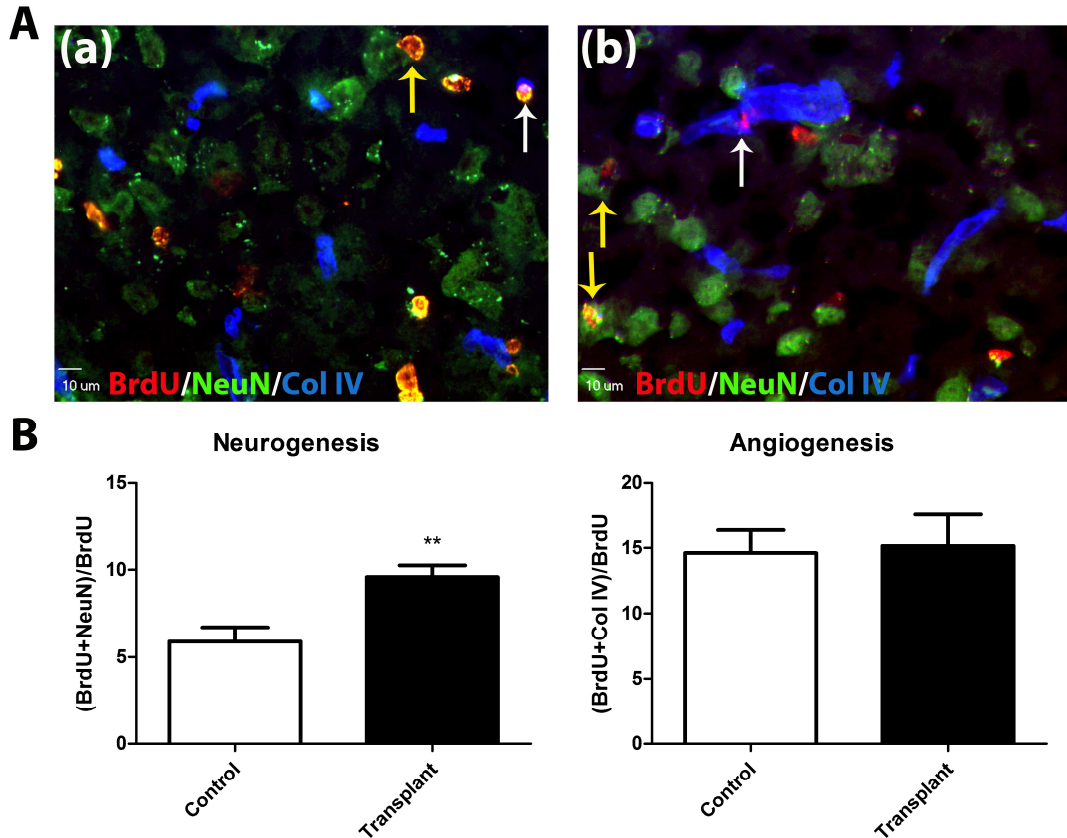 A
(a)
(b)
10 um
BrdU/NeuN/Col IV
10 um
BrdU/NeuN/Col IV
B
Neurogenesis
(BrdU+NeuN)/BrdU
15
10
5
0
**
Control
Transplant
Angiogenesis
(BrdU+Col IV)/BrdU
20
15
10
5
0
Control
Transplant